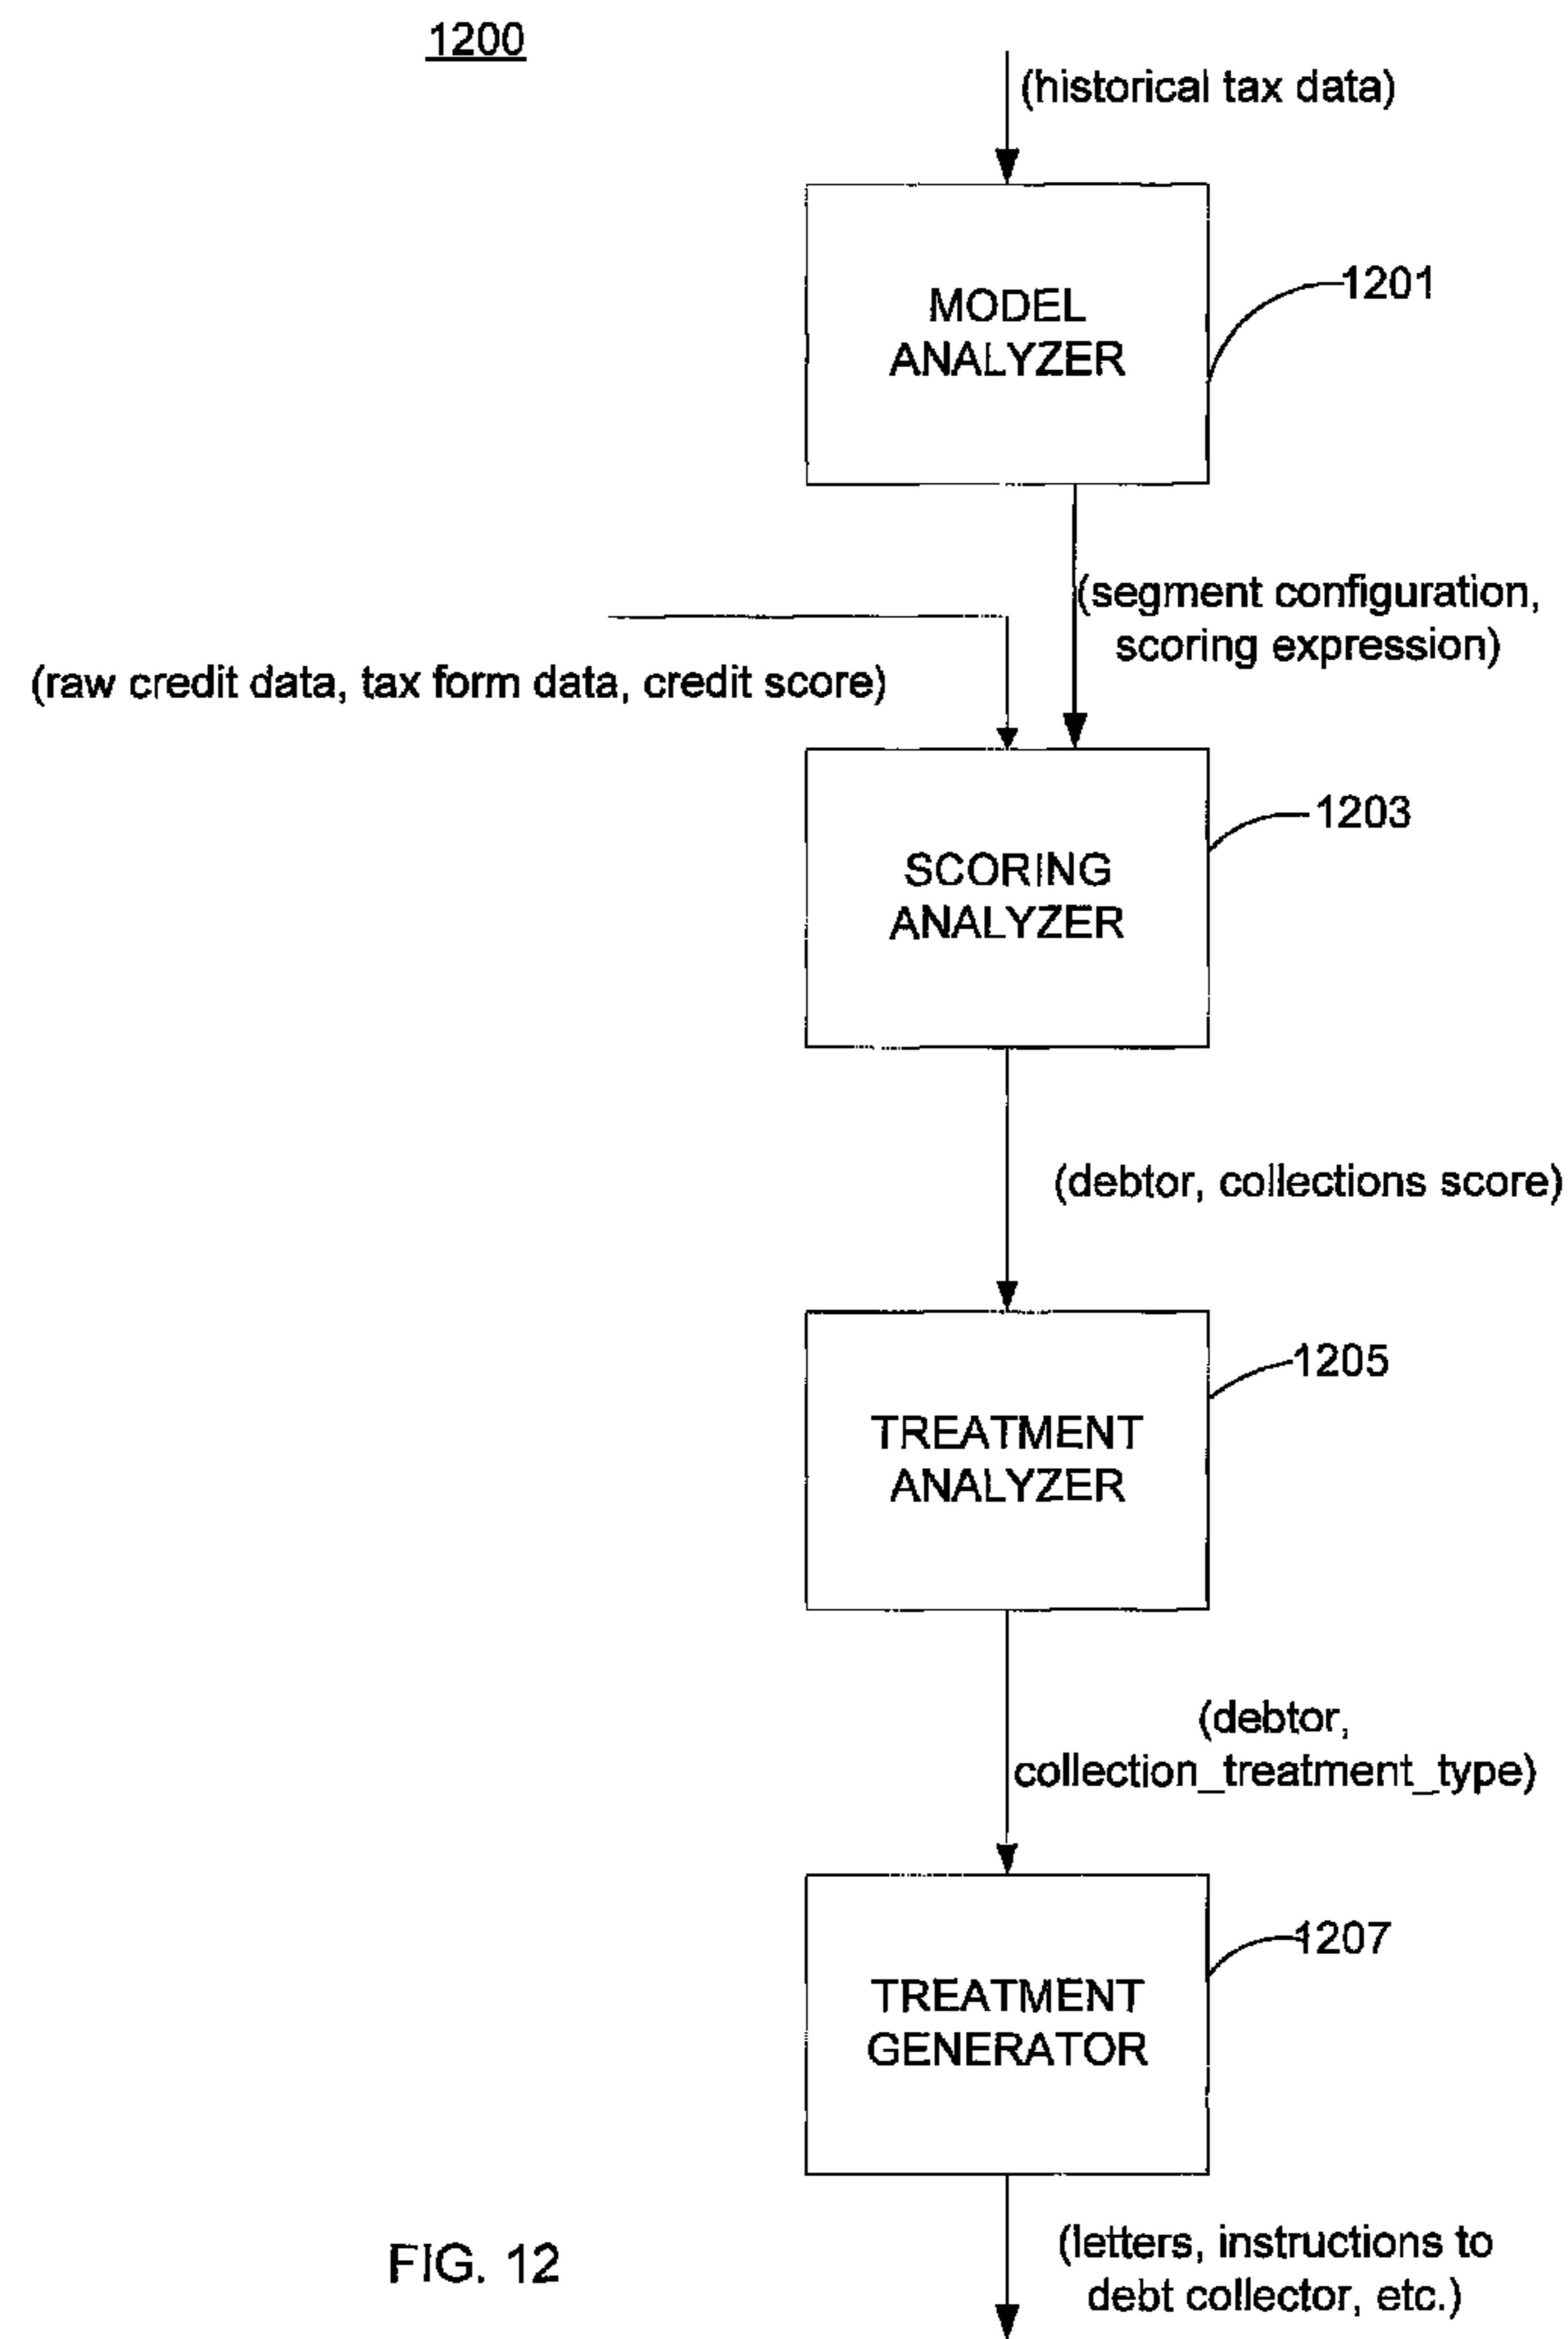 1200
(historical tax data)
MODEL
ANALYZER
1201
(segment configuration,
scoring expression)
(raw credit data, tax form data, credit score)
SCORING
ANALYZER
1203
(debtor, collections score)
TREATMENT
ANALYZER
1205
(debtor,
collection_treatment_type)
TREATMENT
GENERATOR
1207
(letters, instructions to
debt collector, etc.)
FIG. 12